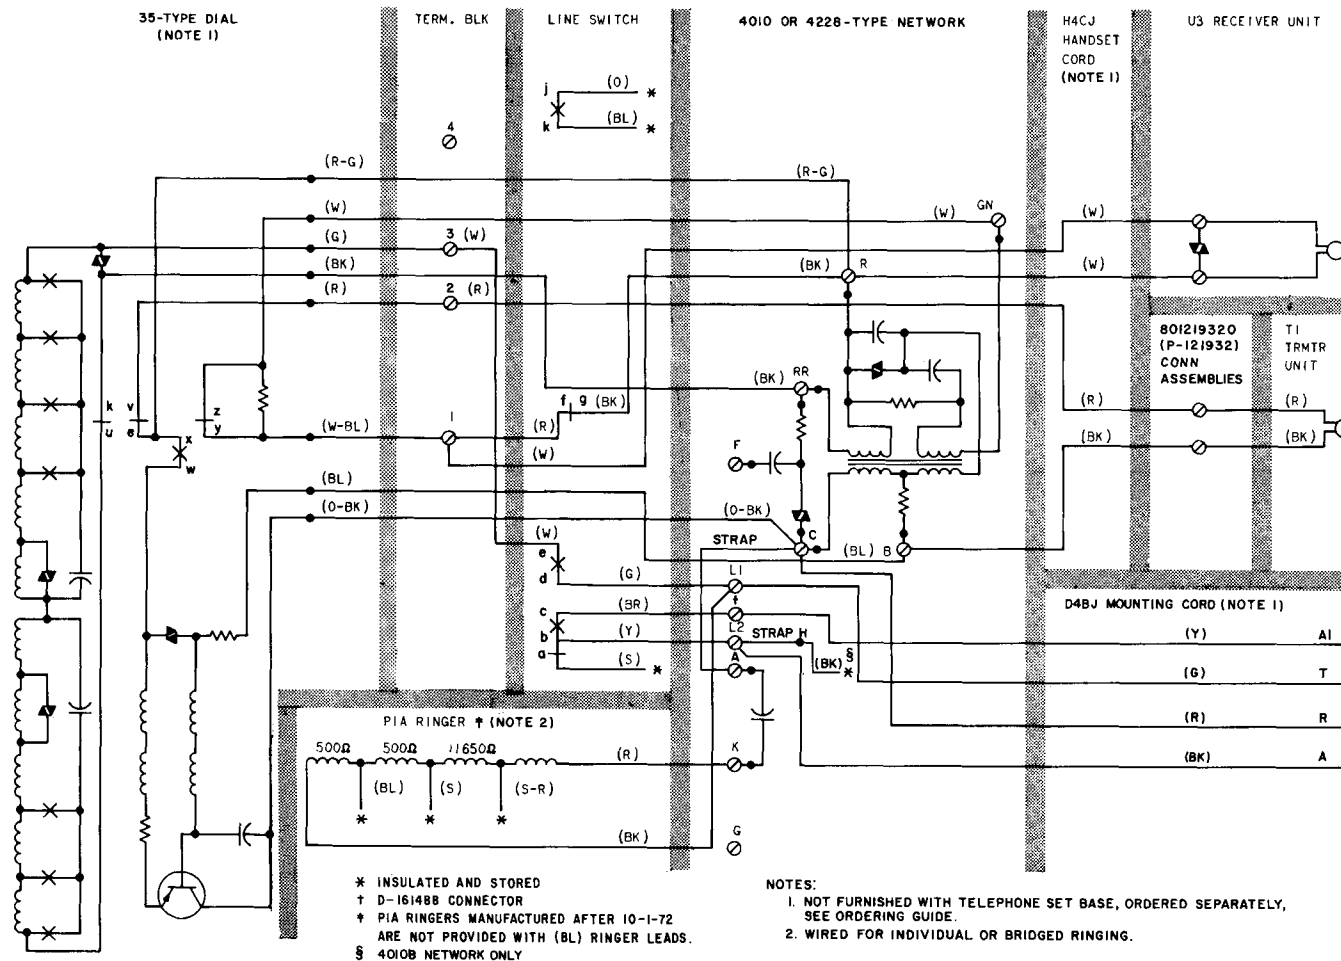 35-TYPE DIAL
(NOTE 1)
TERM. BLK
LINE SWITCH
4010 OR 4228-TYPE NETWORK
H4CJ
HANDSET
CORD
(NOTE 1)
U3 RECEIVER UNIT
j
(O)
*
k
(BL)
*
4
(R-G)
(R-G)
(W)
(W)
GN
(G)
3 (W)
(W)
(BK)
(BK)
R
(W)
(R)
2 (R)
801219320
(P-121932)
CONN
ASSEMBLIES
T1
TRMTR
UNIT
(BK)
RR
k
u
v
e
z
y
x
w
f
g (BK)
(R)
(R)
(W-BL)
1
(R)
(W)
F
(BK)
(BK)
(BL)
(O-BK)
(O-BK)
(W)
STRAP
C
(BL) B
e
d
(G)
L1
†
c
(BR)
b
(Y)
L2
STRAP H
a
(S)
*
A
(BK)
§
*
D4BJ MOUNTING CORD (NOTE 1)
(Y) A1
(G) T
(R) R
(BK) A
P1A RINGER ‡ (NOTE 2)
500Ω
500Ω
11650Ω
(R)
K
(BL)
(S)
(S-R)
*
*
*
(BK)
G
* INSULATED AND STORED
† D-161488 CONNECTOR
‡ P1A RINGERS MANUFACTURED AFTER 10-1-72
ARE NOT PROVIDED WITH (BL) RINGER LEADS.
§ 4010B NETWORK ONLY
NOTES:
1. NOT FURNISHED WITH TELEPHONE SET BASE, ORDERED SEPARATELY,
SEE ORDERING GUIDE.
2. WIRED FOR INDIVIDUAL OR BRIDGED RINGING.